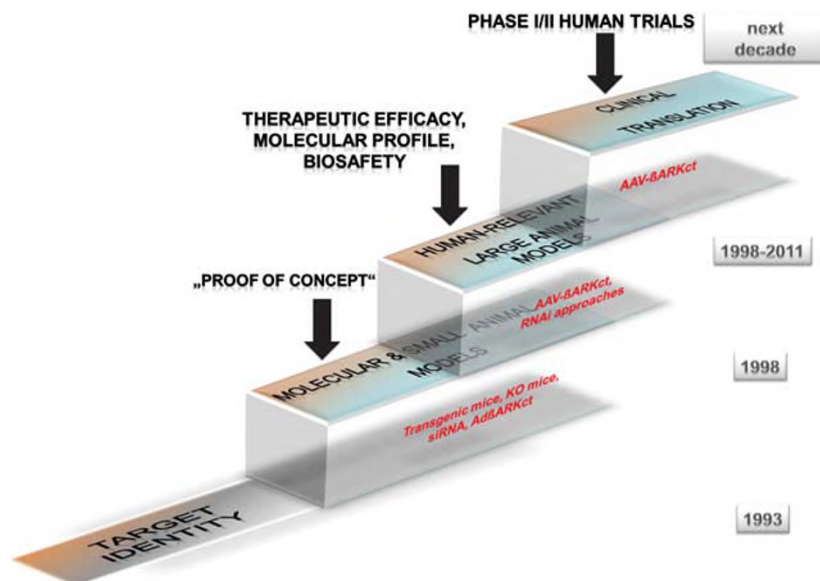 PHASE I/II HUMAN TRIALS
next
decade
CLINICAL
TRANSLATION
THERAPEUTIC EFFICACY,
MOLECULAR PROFILE,
BIOSAFETY
AAV-ßARKct
HUMAN-RELEVANT
LARGE ANIMAL
MODELS
1998-2011
„PROOF OF CONCEPT“
AAV-ßARKct,
RNAi approaches
MOLECULAR & SMALL ANIMAL
MODELS
1998
Transgenic mice, KO mice,
siRNA, AdßARKct
TARGET
IDENTITY
1993